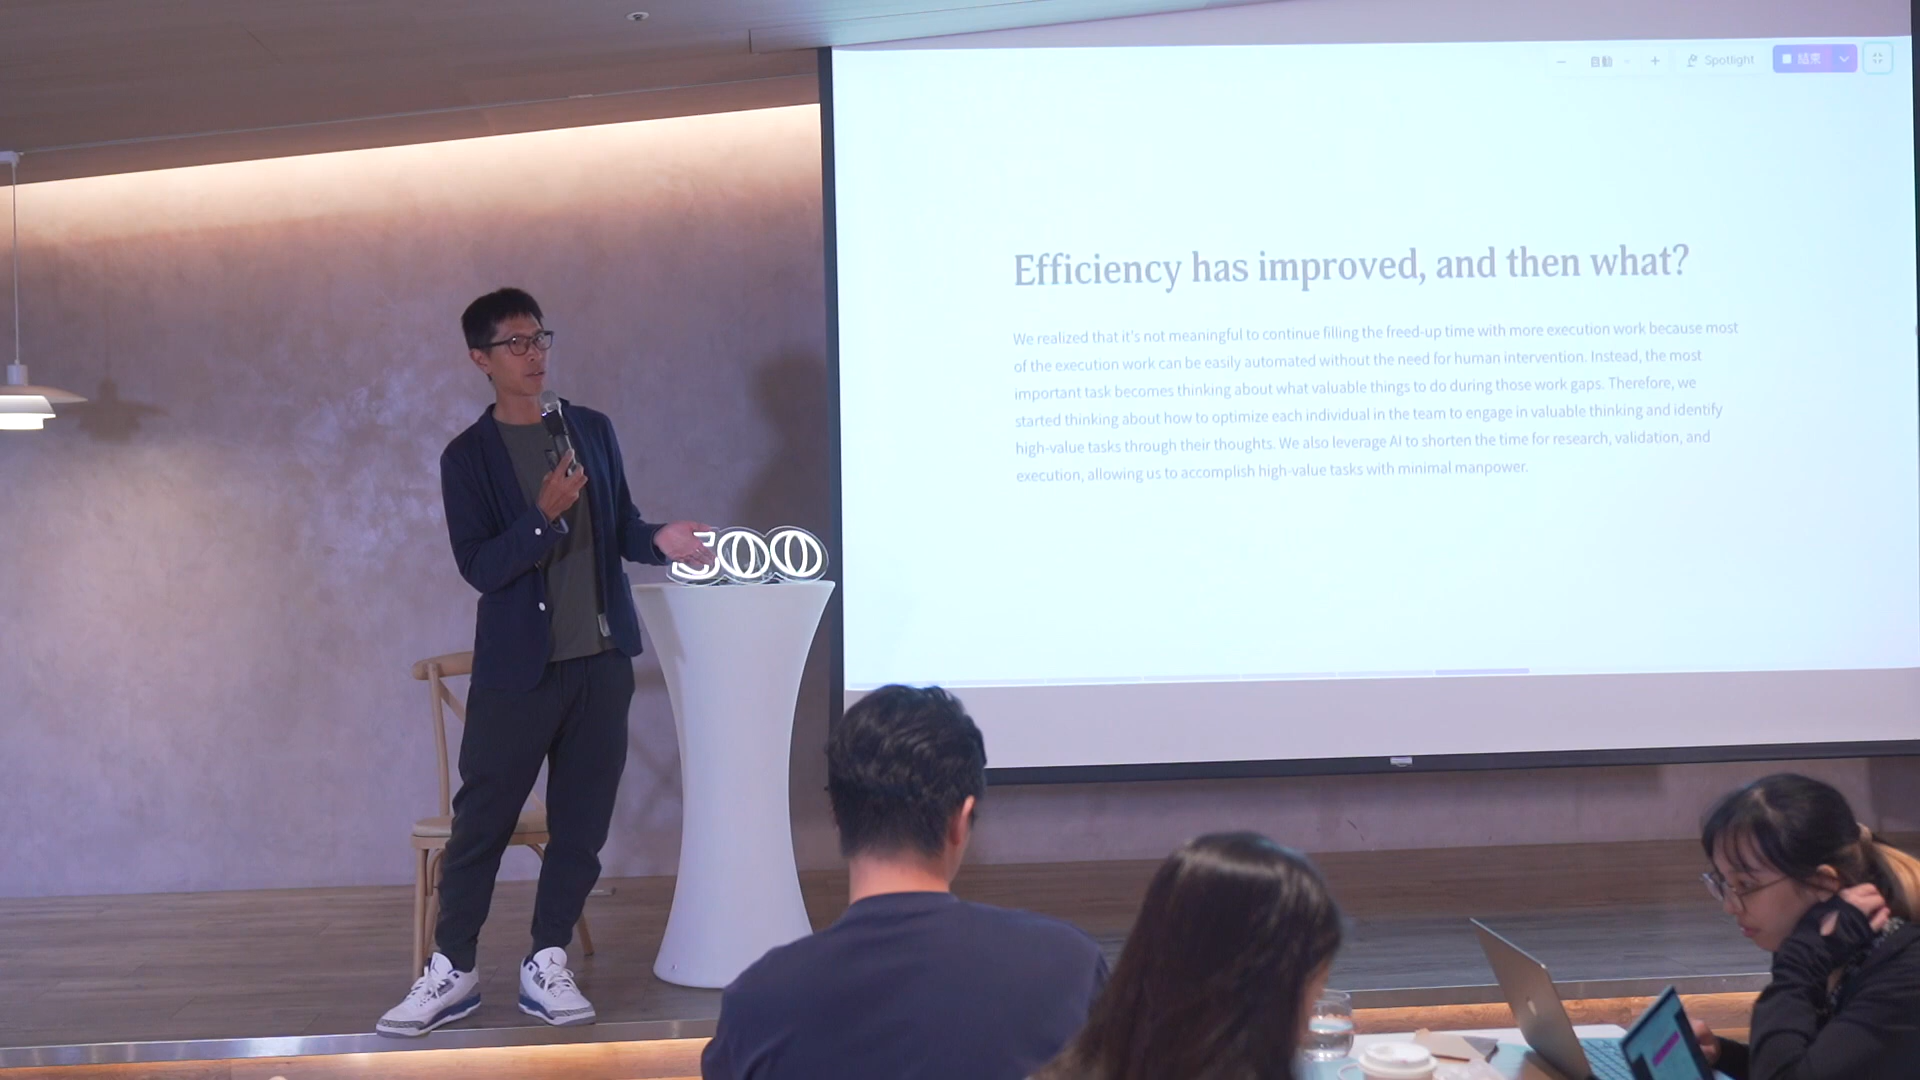 自動
Spotlight
結束
Efficiency has improved, and then what?
We realized that it's not meaningful to continue filling the freed-up time with more execution work because most
of the execution work can be easily automated without the need for human intervention. Instead, the most
important task becomes thinking about what valuable things to do during those work gaps. Therefore, we
started thinking about how to optimize each individual in the team to engage in valuable thinking and identify
high-value tasks through their thoughts. We also leverage AI to shorten the time for research, validation, and
execution, allowing us to accomplish high-value tasks with minimal manpower.
500